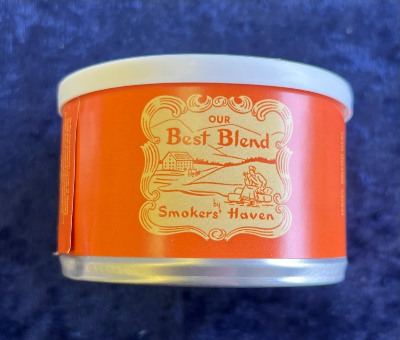 OUR
Best Blend
by
Smokers' Haven